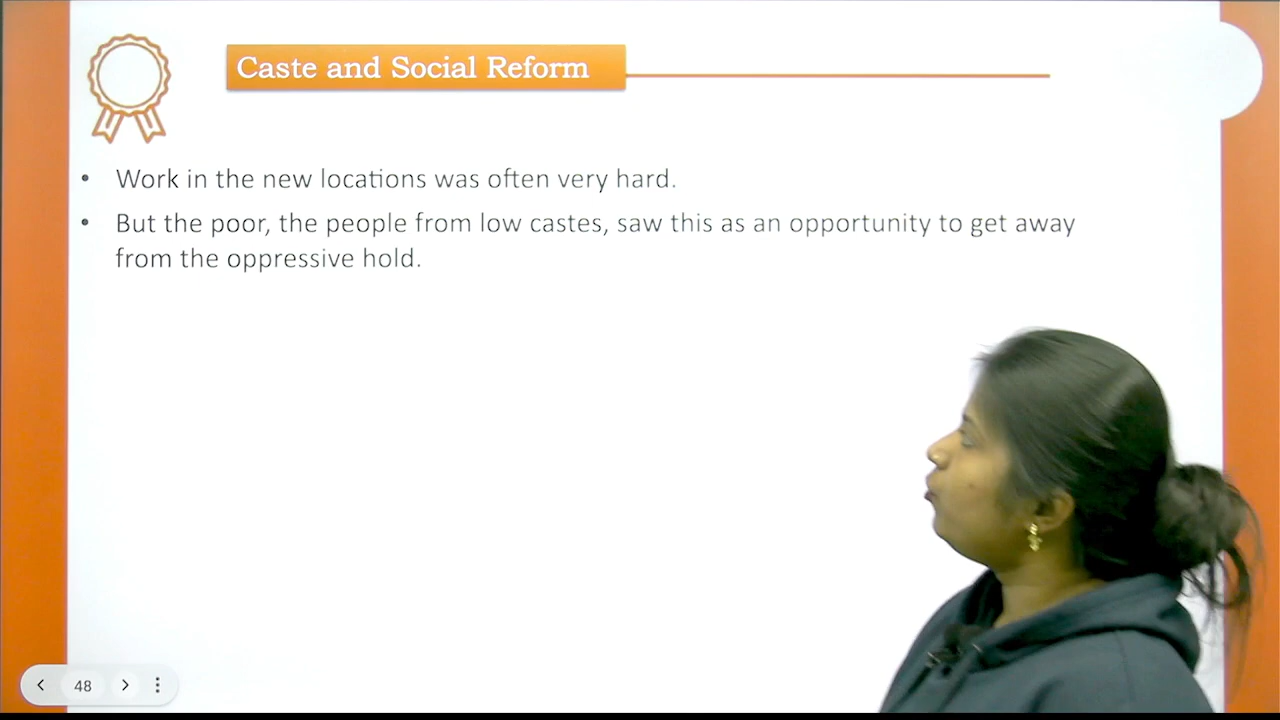 Caste and Social Reform
• Work in the new locations was often very hard.
• But the poor, the people from low castes, saw this as an opportunity to get away
from the oppressive hold.
48